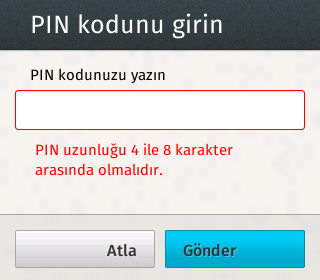 PIN kodunu girin
PIN kodunuzu yazın
PIN uzunluğu 4 ile 8 karakter
arasında olmalıdır.
Atla
Gönder